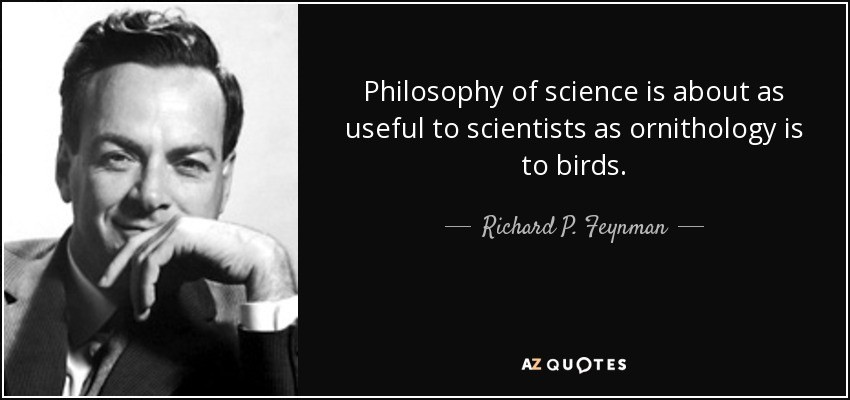 Philosophy of science is about as
useful to scientists as ornithology is
to birds.
Richard P. Feynman
AZ QUOTES